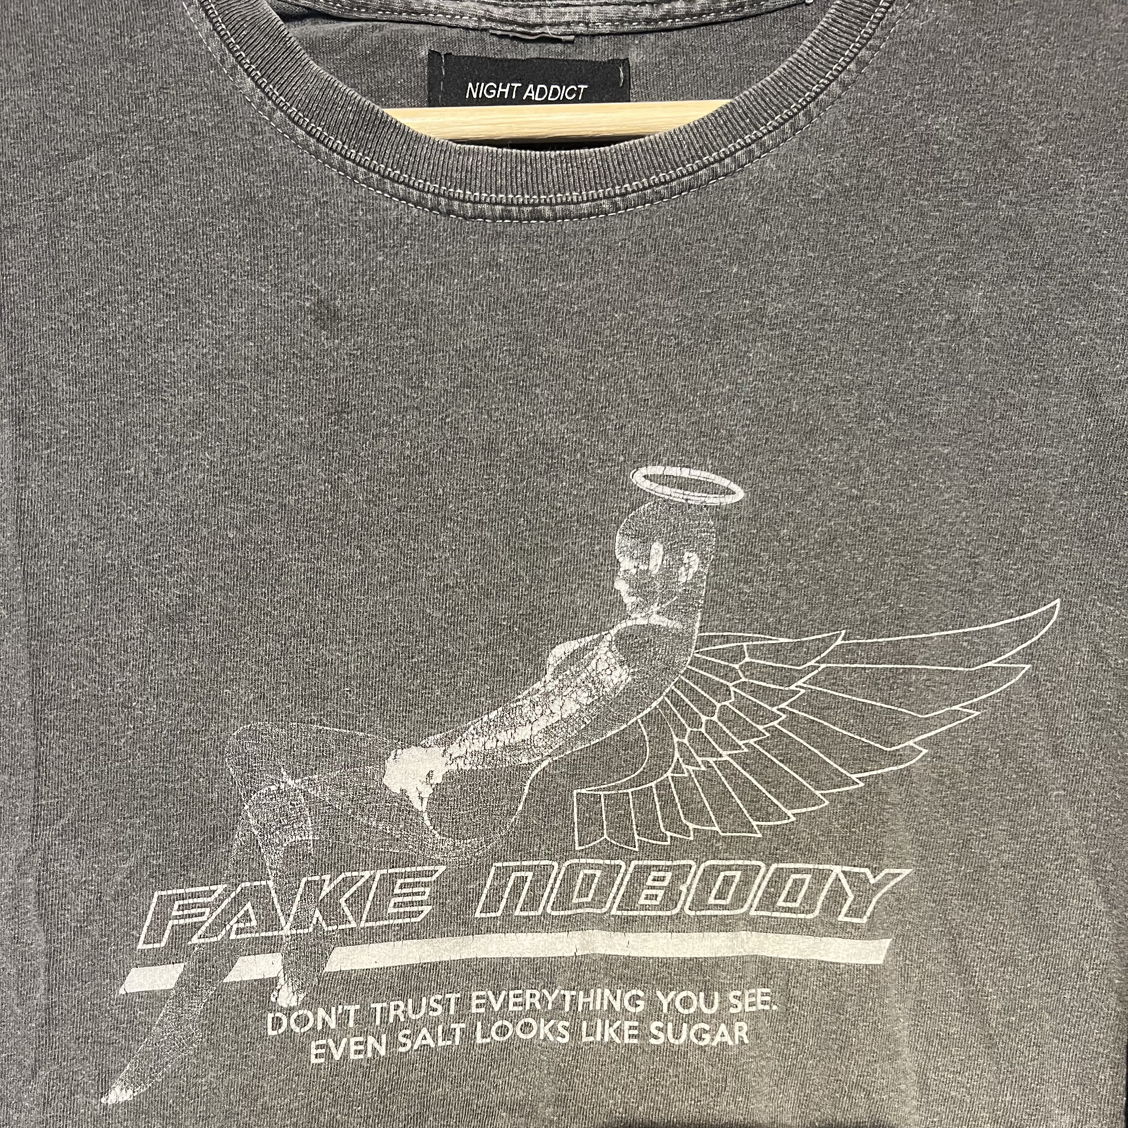 NIGHT ADDICT
FAKE NOBODY
DON'T TRUST EVERYTHING YOU SEE.
EVEN SALT LOOKS LIKE SUGAR